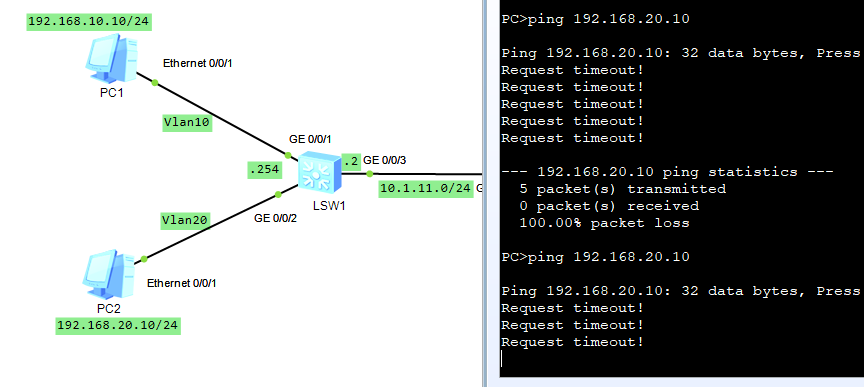 192.168.10.10/24
Ethernet 0/0/1
PC1
Vlan10
GE 0/0/1
.254
.2
GE 0/0/3
10.1.11.0/24
G
LSW1
Vlan20
GE 0/0/2
Ethernet 0/0/1
PC2
192.168.20.10/24
PC>ping 192.168.20.10
Ping 192.168.20.10: 32 data bytes, Press
Request timeout!
Request timeout!
Request timeout!
Request timeout!
Request timeout!
--- 192.168.20.10 ping statistics ---
5 packet(s) transmitted
0 packet(s) received
100.00% packet loss
PC>ping 192.168.20.10
Ping 192.168.20.10: 32 data bytes, Press
Request timeout!
Request timeout!
Request timeout!